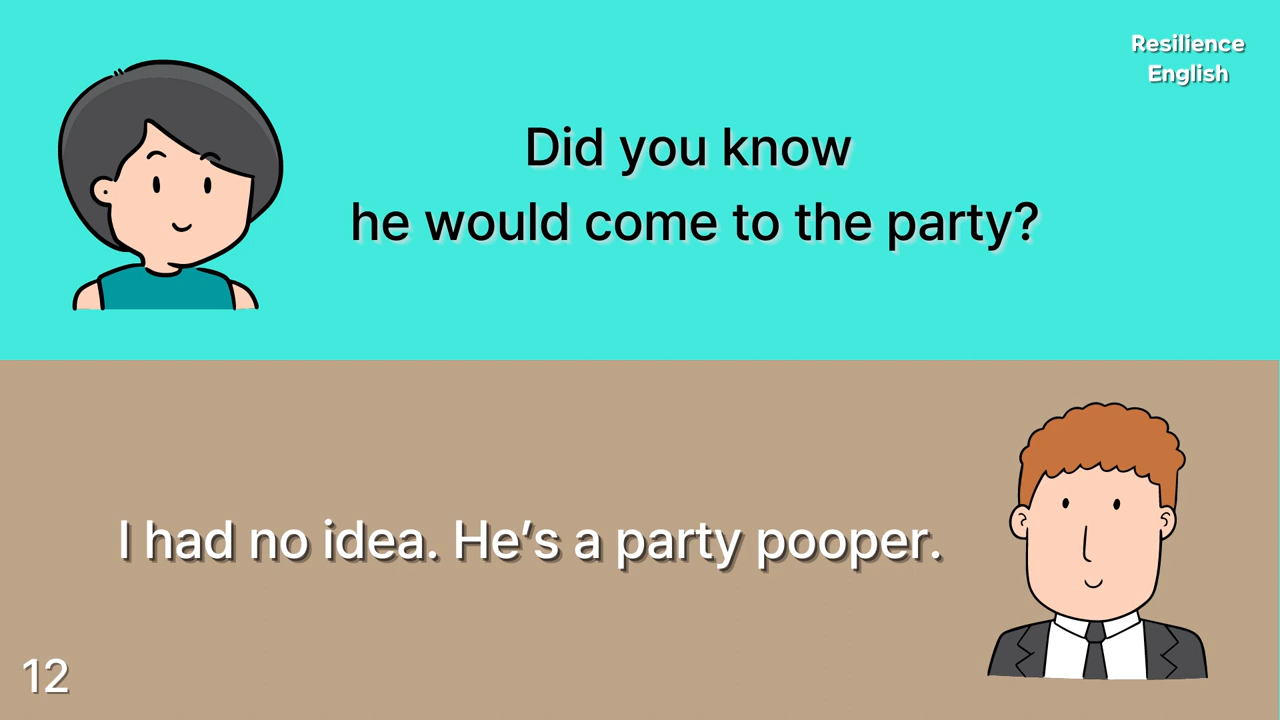 Resilience
English
Did you know
he would come to the party?
I had no idea. He’s a party pooper.
12